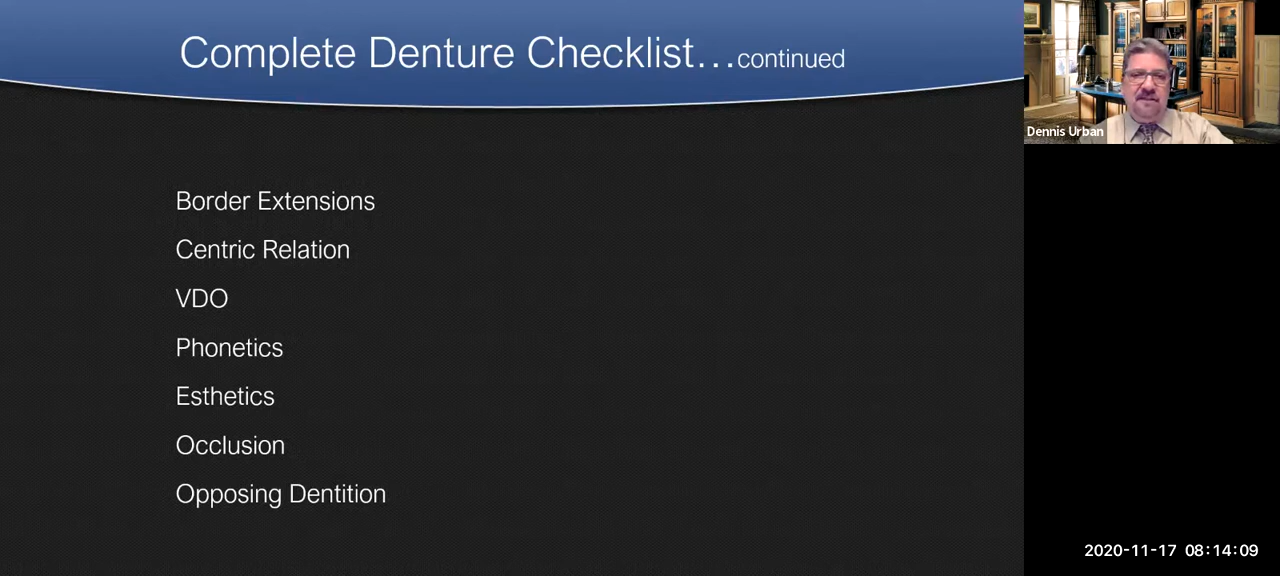 Complete Denture Checklist...continued
Border Extensions
Centric Relation
VDO
Phonetics
Esthetics
Occlusion
Opposing Dentition
Dennis Urban
2020-11-17 08:14:09